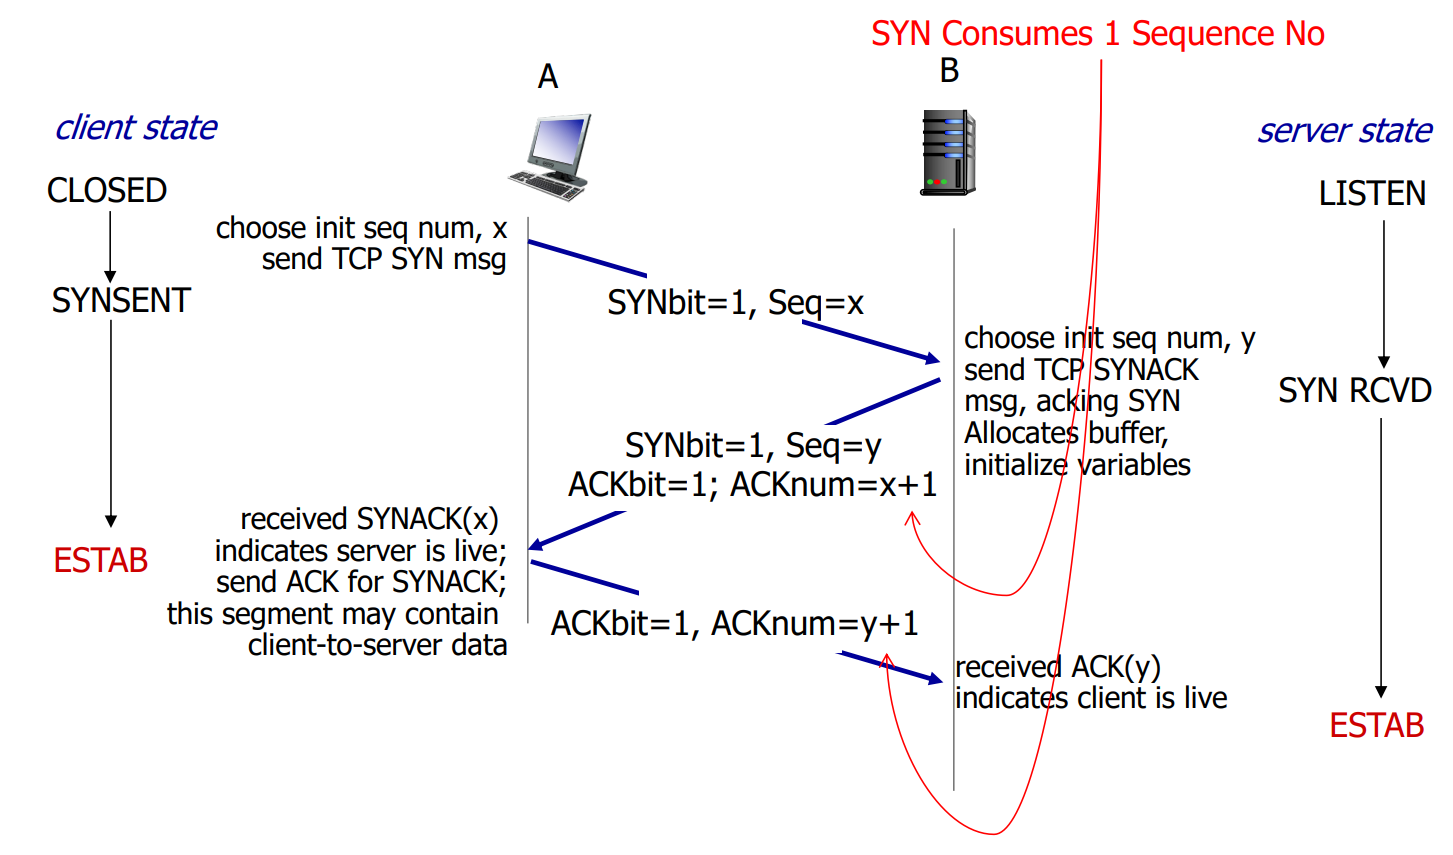 SYN Consumes 1 Sequence No
A
B
client state
server state
CLOSED
LISTEN
choose init seq num, x
send TCP SYN msg
SYNSENT
SYNbit=1, Seq=x
choose init seq num, y
send TCP SYNACK
msg, acking SYN
Allocates buffer,
initialize variables
SYN RCVD
SYNbit=1, Seq=y
ACKbit=1; ACKnum=x+1
received SYNACK(x)
indicates server is live;
send ACK for SYNACK;
this segment may contain
client-to-server data
ESTAB
ACKbit=1, ACKnum=y+1
received ACK(y)
indicates client is live
ESTAB